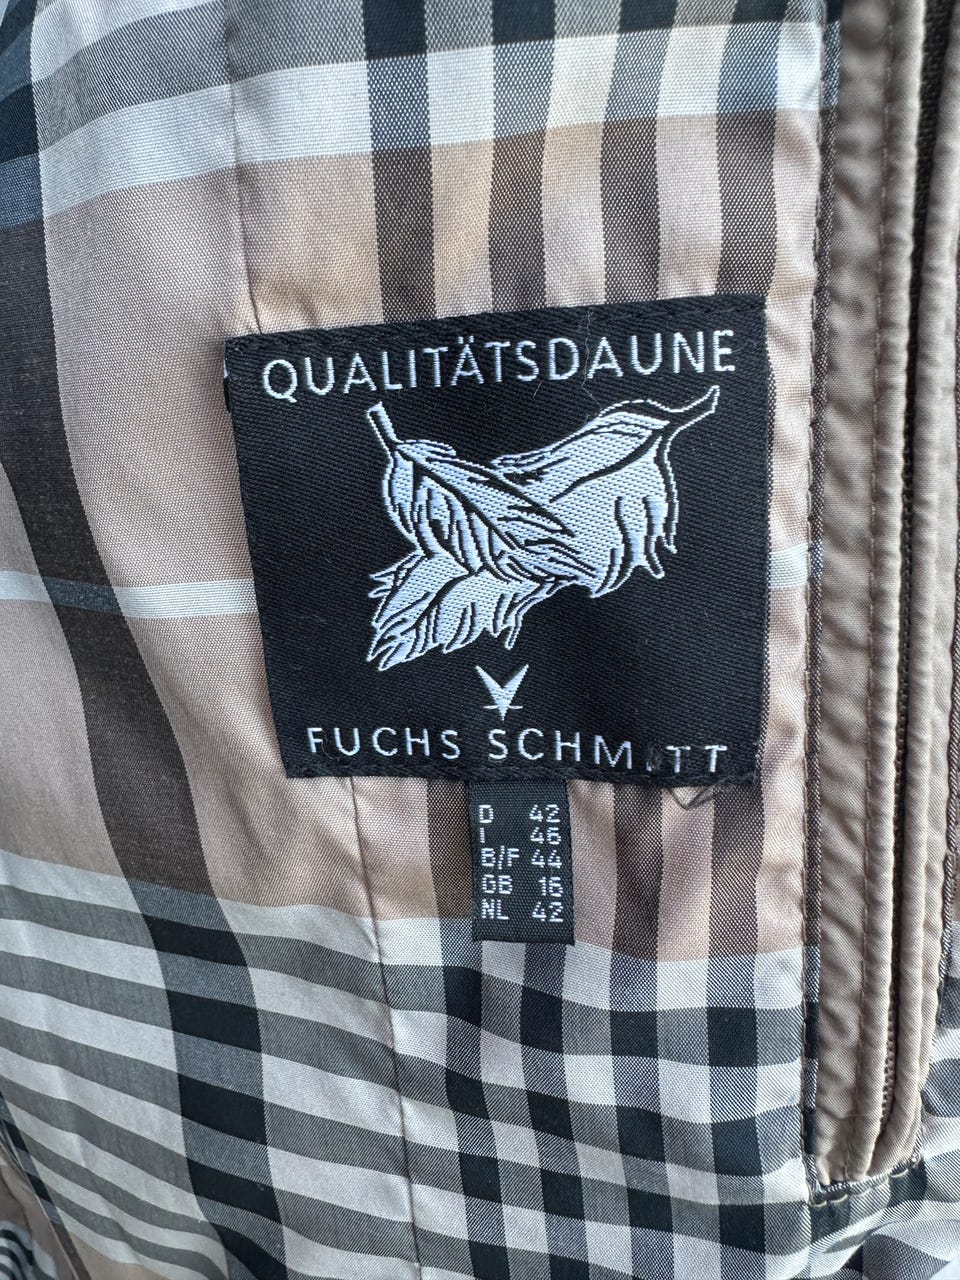 QUALITÄTSDAUNE
FUCHS SCHMITT
D 42
I 46
B/F 44
GB 16
NL 42